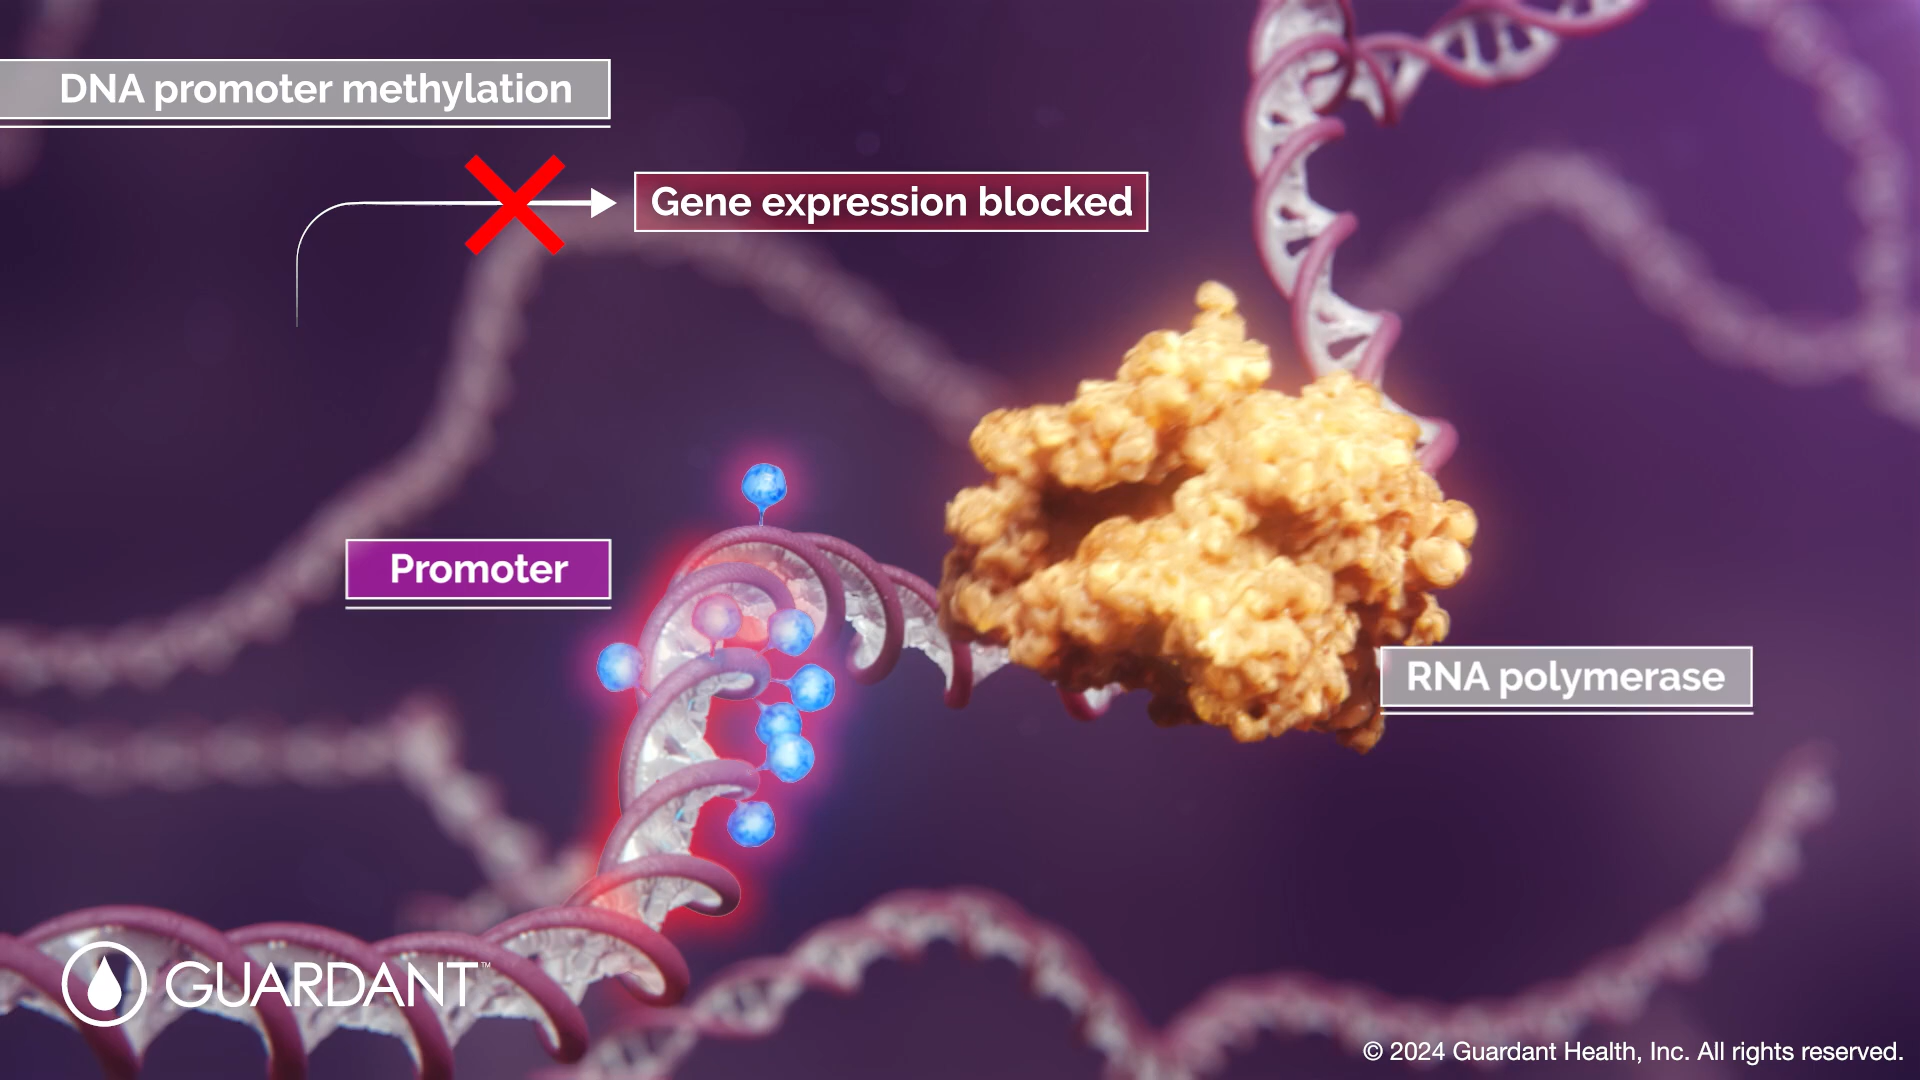 DNA promoter methylation
Gene expression blocked
Promoter
RNA polymerase
GUARDANT™
© 2024 Guardant Health, Inc. All rights reserved.